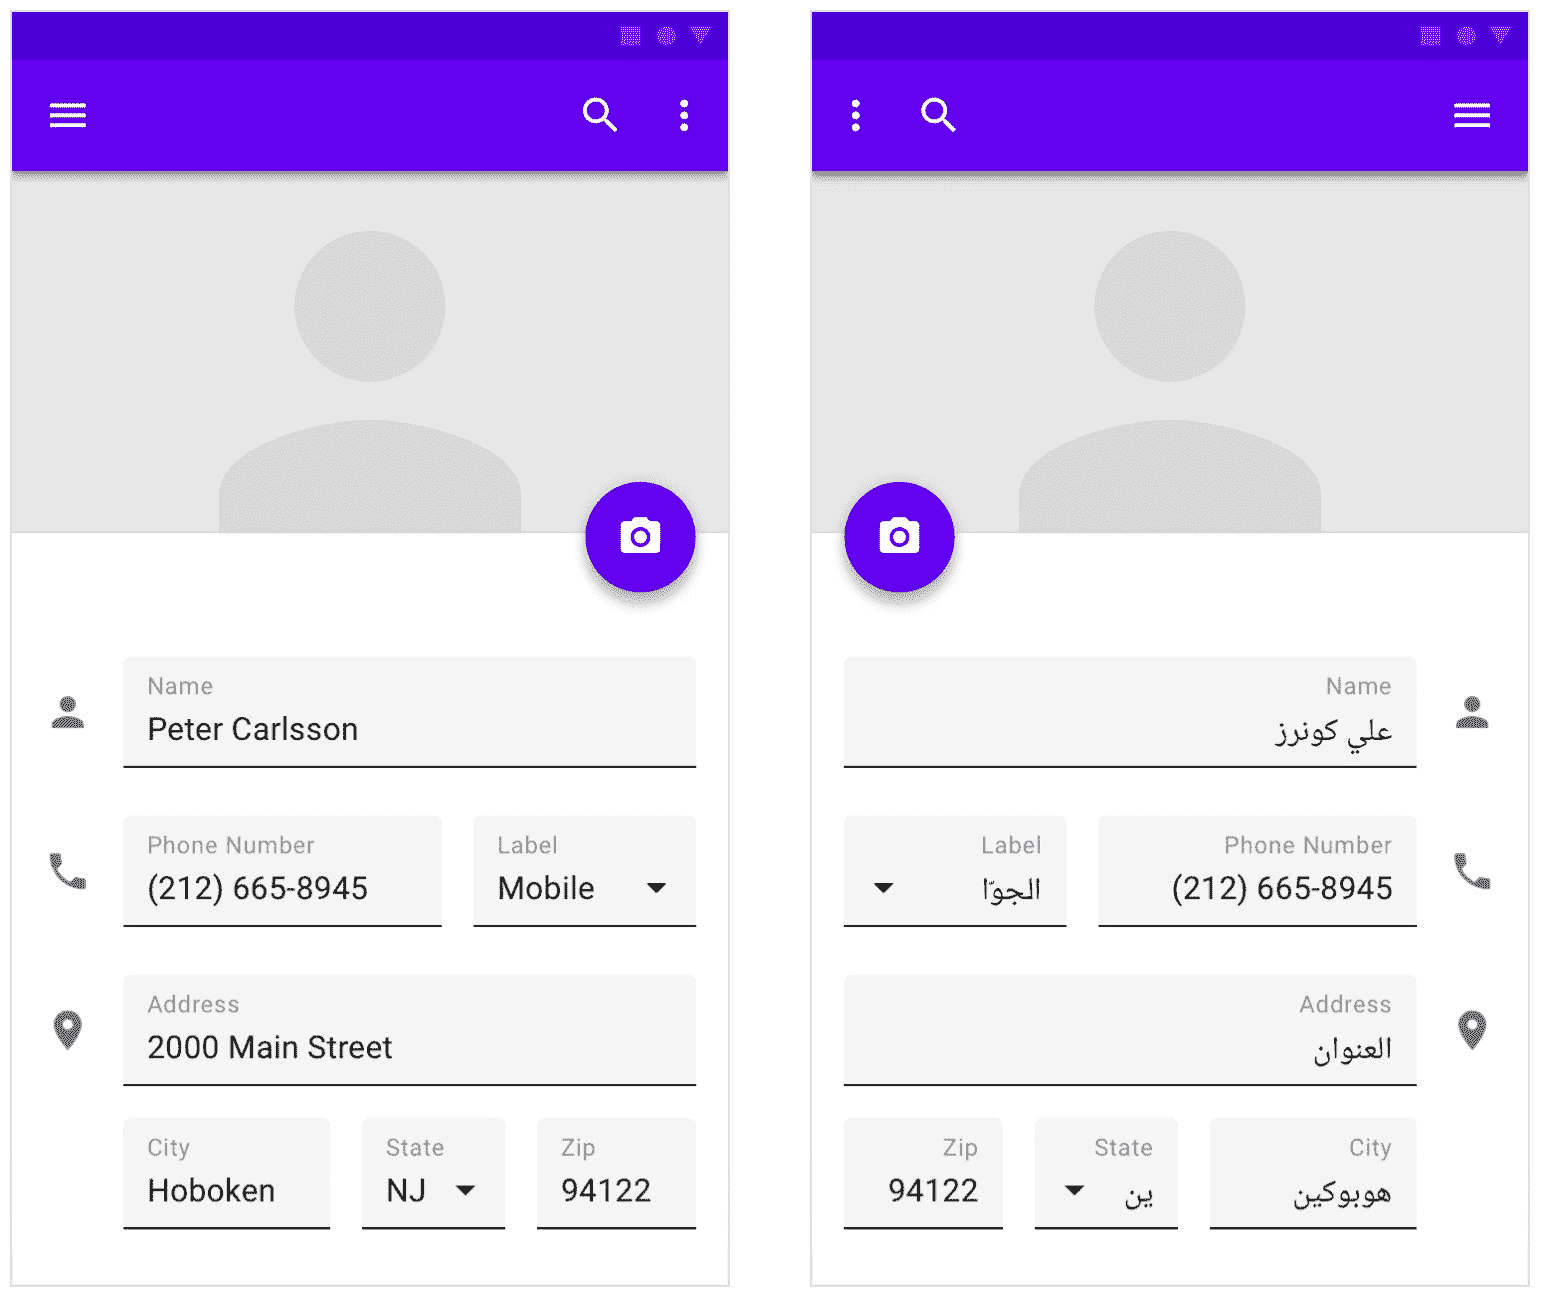 Name
Peter Carlsson
Phone Number
(212) 665-8945
Label
Mobile
Address
2000 Main Street
City
Hoboken
State
NJ
Zip
94122
Name
علي كونرز
Phone Number
(212) 665-8945
Label
الجوّا
Address
العنوان
City
هوبوكين
State
ين
Zip
94122